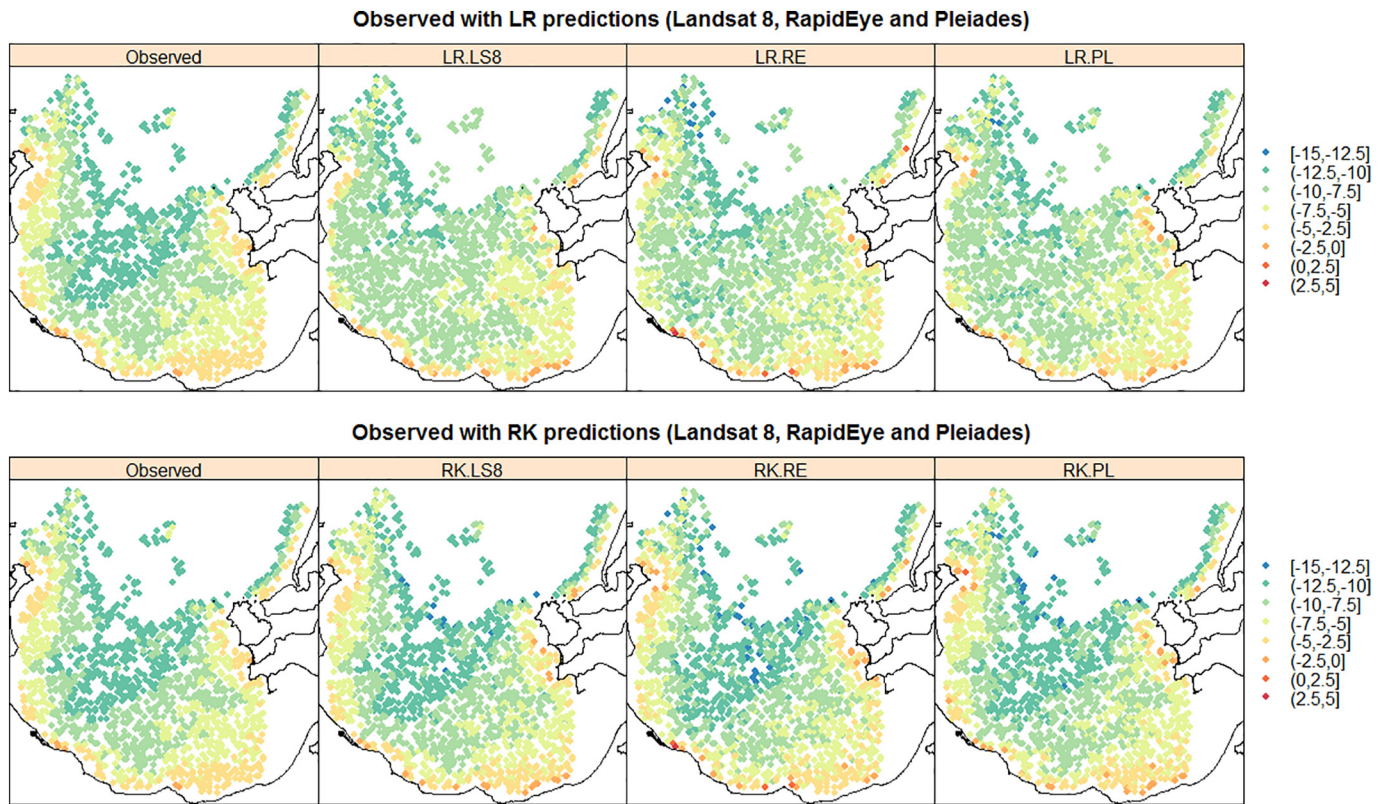 Observed with LR predictions (Landsat 8, RapidEye and Pleiades)
Observed
LR.LS8
LR.RE
LR.PL
[-15,-12.5]
(-12.5,-10]
(-10,-7.5]
(-7.5,-5]
(-5,-2.5]
(-2.5,0]
(0,2.5]
(2.5,5]
Observed with RK predictions (Landsat 8, RapidEye and Pleiades)
Observed
RK.LS8
RK.RE
RK.PL
[-15,-12.5]
(-12.5,-10]
(-10,-7.5]
(-7.5,-5]
(-5,-2.5]
(-2.5,0]
(0,2.5]
(2.5,5]